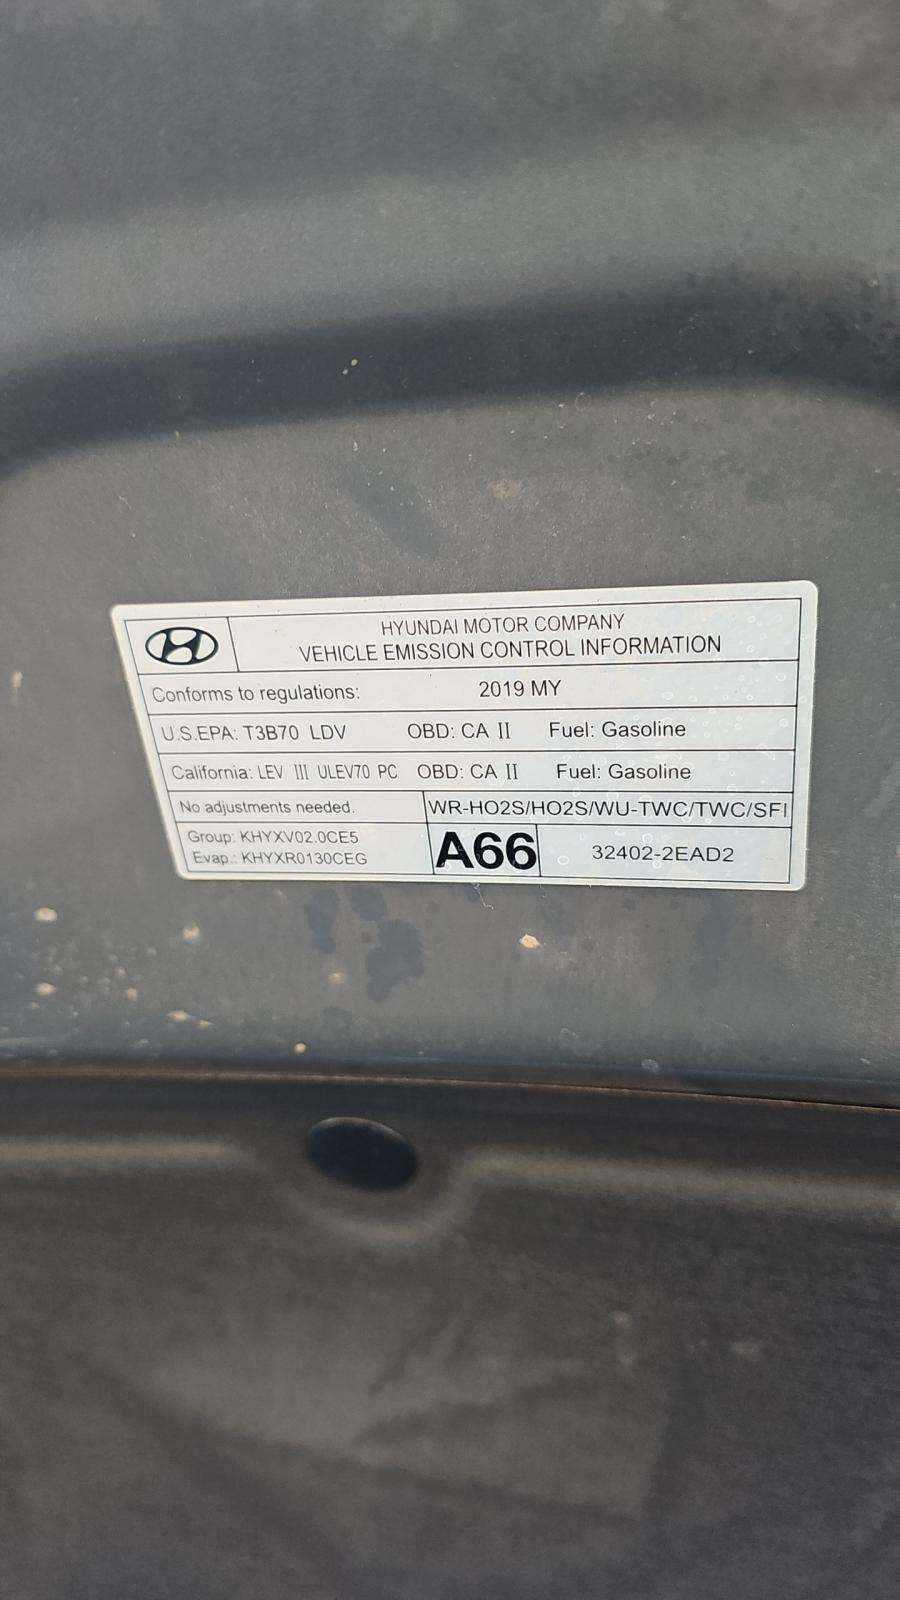 HYUNDAI MOTOR COMPANY
VEHICLE EMISSION CONTROL INFORMATION
Conforms to regulations: 2019 MY
U.S.EPA: T3B70 LDV OBD: CA II Fuel: Gasoline
California: LEV III ULEV70 PC OBD: CA II Fuel: Gasoline
No adjustments needed. WR-HO2S/HO2S/WU-TWC/TWC/SFI
Group: KHYXV02.0CE5
Evap.: KHYXR0130CEG
A66
32402-2EAD2